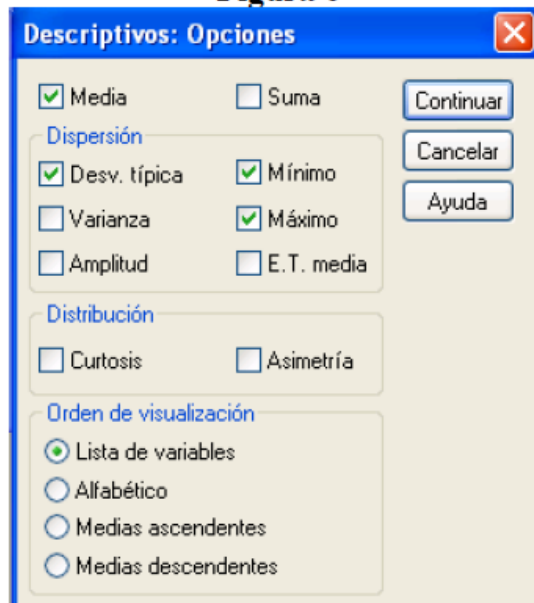 Descriptivos: Opciones
Media Suma Continuar
Dispersión Cancelar
Desv. típica Mínimo
Varianza Máximo Ayuda
Amplitud E.T. media
Distribución
Curtosis Asimetría
Orden de visualización
Lista de variables
Alfabético
Medias ascendentes
Medias descendentes